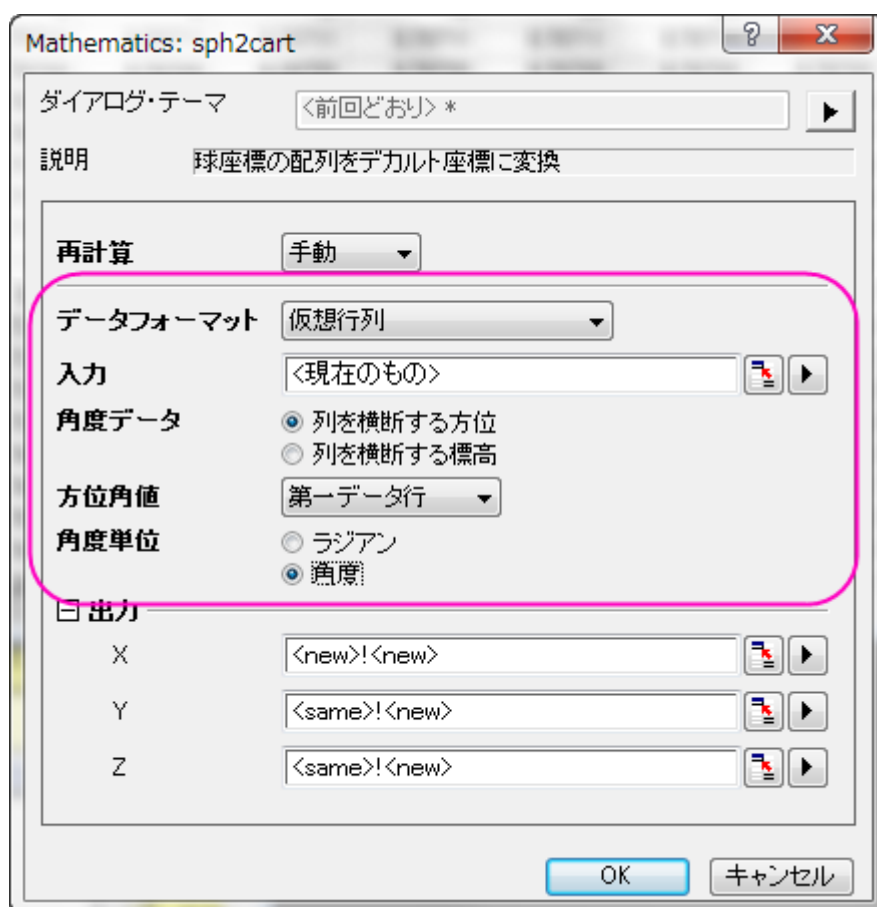 Mathematics: sph2cart
ダイアログ・テーマ <前回どおり> *
説明 球座標の配列をデカルト座標に変換
再計算 手動
データフォーマット 仮想行列
入力 <現在のもの>
角度データ 列を横断する方位
列を横断する標高
方位角値 第一データ行
角度単位 ラジアン
角度
出力
X <new>!<new>
Y <same>!<new>
Z <same>!<new>
OK キャンセル